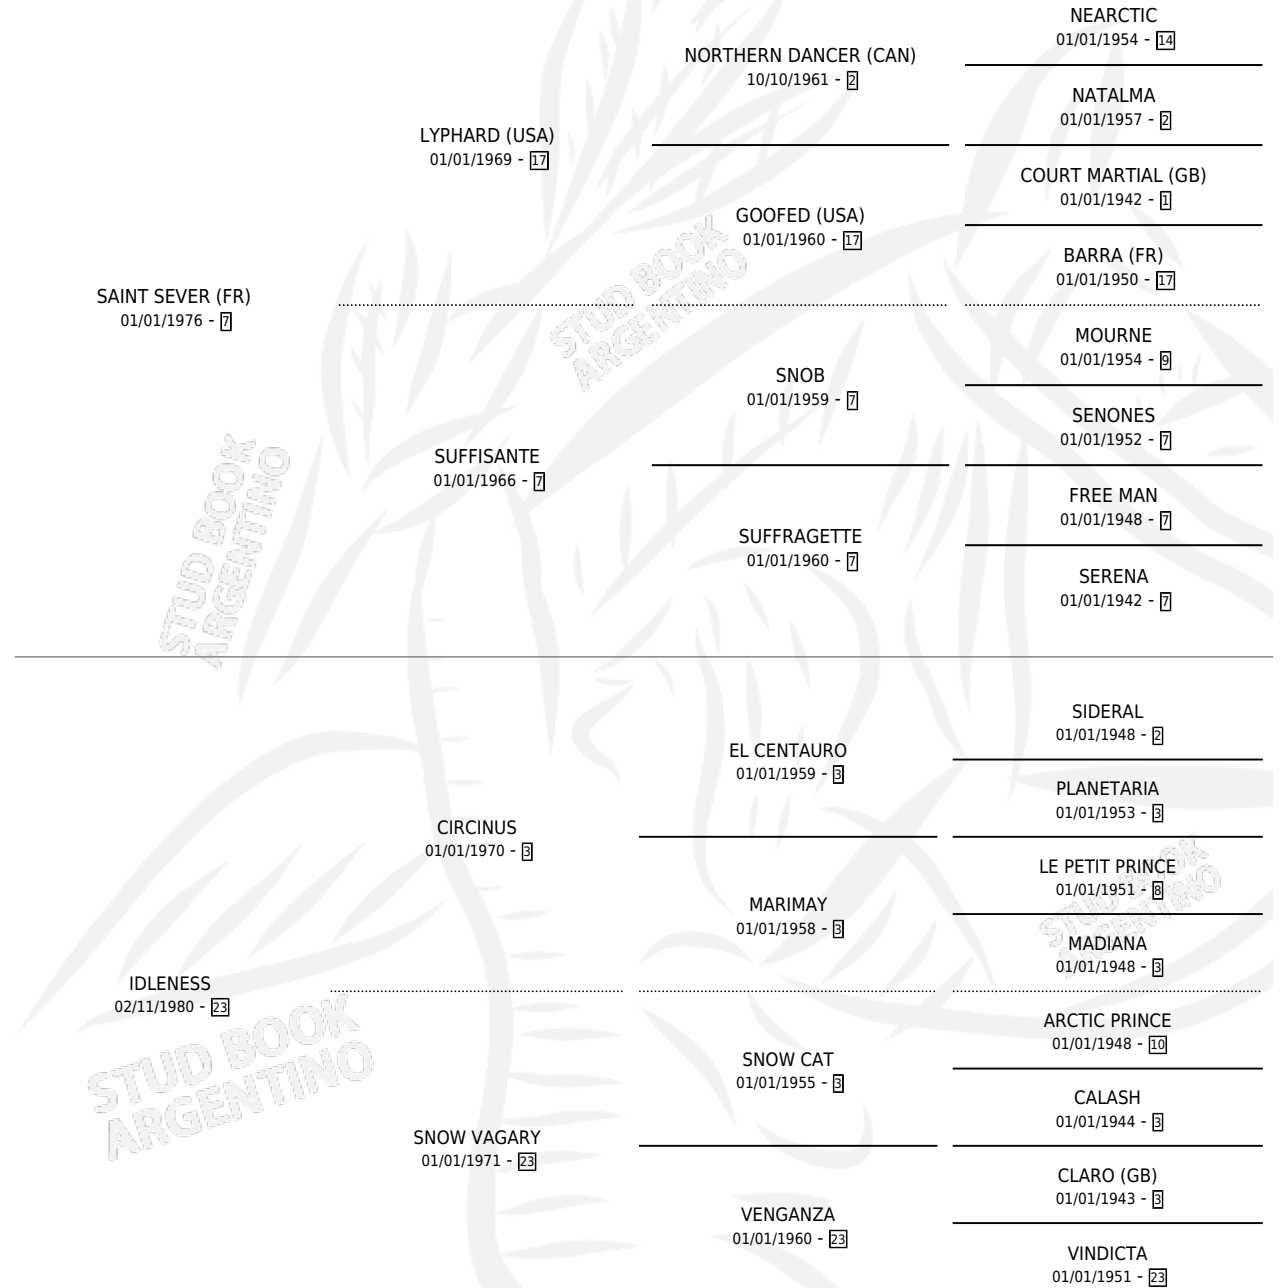 NEARCTIC
01/01/1954 - 14
NORTHERN DANCER (CAN)
10/10/1961 - 2
NATALMA
01/01/1957 - 2
LYPHARD (USA)
01/01/1969 - 17
COURT MARTIAL (GB)
01/01/1942 - 1
GOOFED (USA)
01/01/1960 - 17
BARRA (FR)
01/01/1950 - 17
SAINT SEVER (FR)
01/01/1976 - 7
MOURNE
01/01/1954 - 9
SNOB
01/01/1959 - 7
SENONES
01/01/1952 - 7
SUFFISANTE
01/01/1966 - 7
FREE MAN
01/01/1948 - 7
SUFFRAGETTE
01/01/1960 - 7
SERENA
01/01/1942 - 7
SIDERAL
01/01/1948 - 2
EL CENTAURO
01/01/1959 - 3
PLANETARIA
01/01/1953 - 3
CIRCINUS
01/01/1970 - 3
LE PETIT PRINCE
01/01/1951 - 8
MARIMAY
01/01/1958 - 3
MADIANA
01/01/1948 - 3
IDLENESS
02/11/1980 - 23
ARCTIC PRINCE
01/01/1948 - 10
SNOW CAT
01/01/1955 - 3
CALASH
01/01/1944 - 3
SNOW VAGARY
01/01/1971 - 23
CLARO (GB)
01/01/1943 - 3
VENGANZA
01/01/1960 - 23
VINDICTA
01/01/1951 - 23
STUD BOOK
ARGENTINO
STUD BOOK
ARGENTINO
STUD BOOK
ARGENTINO
STUD BOOK
ARGENTINO